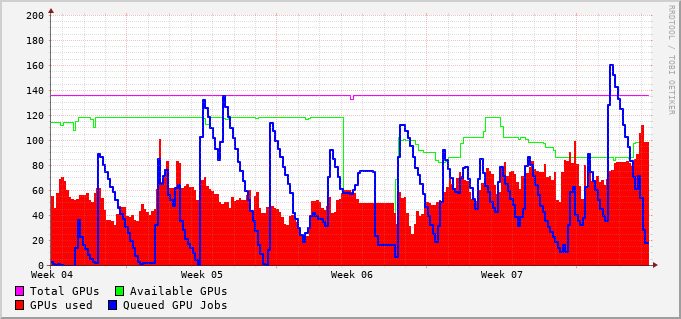 RRDTOOL / TOBI OETIKER
200
180
160
140
120
100
80
60
40
20
0
Week 04 Week 05 Week 06 Week 07
Total GPUs Available GPUs
GPUs used Queued GPU Jobs